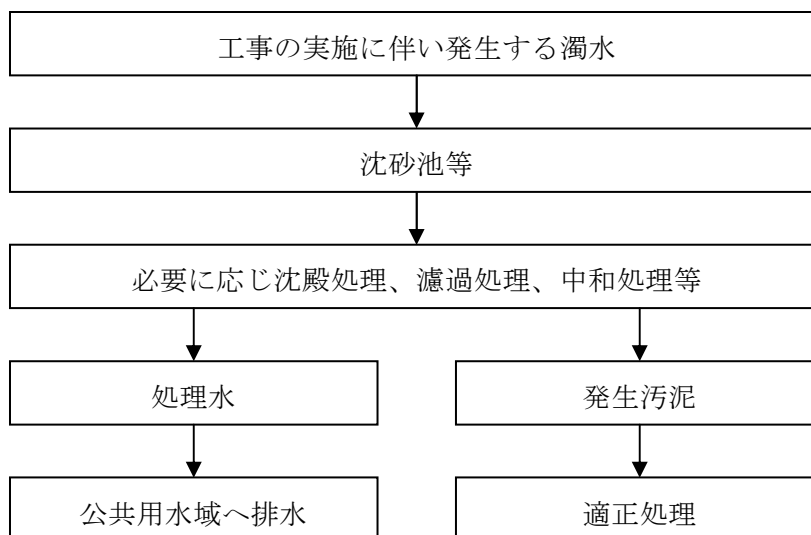 工事の実施に伴い発生する濁水
沈砂池等
必要に応じ沈殿処理、濾過処理、中和処理等
処理水
発生汚泥
公共用水域へ排水
適正処理